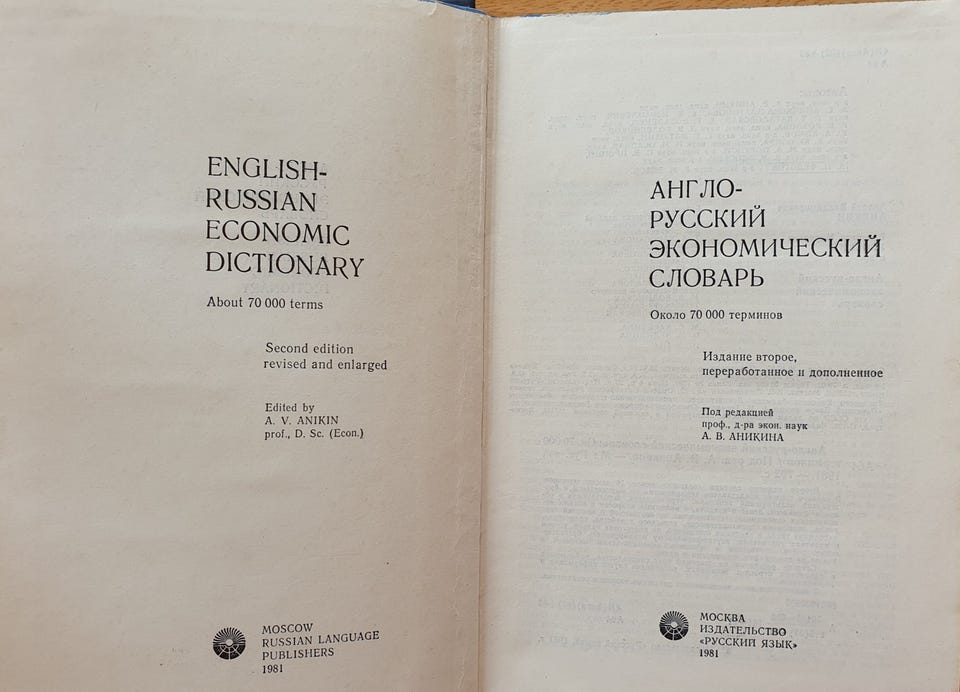 ENGLISH-
RUSSIAN
ECONOMIC
DICTIONARY
About 70 000 terms
Second edition
revised and enlarged
Edited by
A. V. ANIKIN
prof., D. Sc. (Econ.)
MOSCOW
RUSSIAN LANGUAGE
PUBLISHERS
1981
АНГЛО-
РУССКИЙ
ЭКОНОМИЧЕСКИЙ
СЛОВАРЬ
Около 70 000 терминов
Издание второе,
переработанное и дополненное
Под редакцией
проф., д-ра экон. наук
А. В. АНИКИНА
МОСКВА
ИЗДАТЕЛЬСТВО
«РУССКИЙ ЯЗЫК»
1981